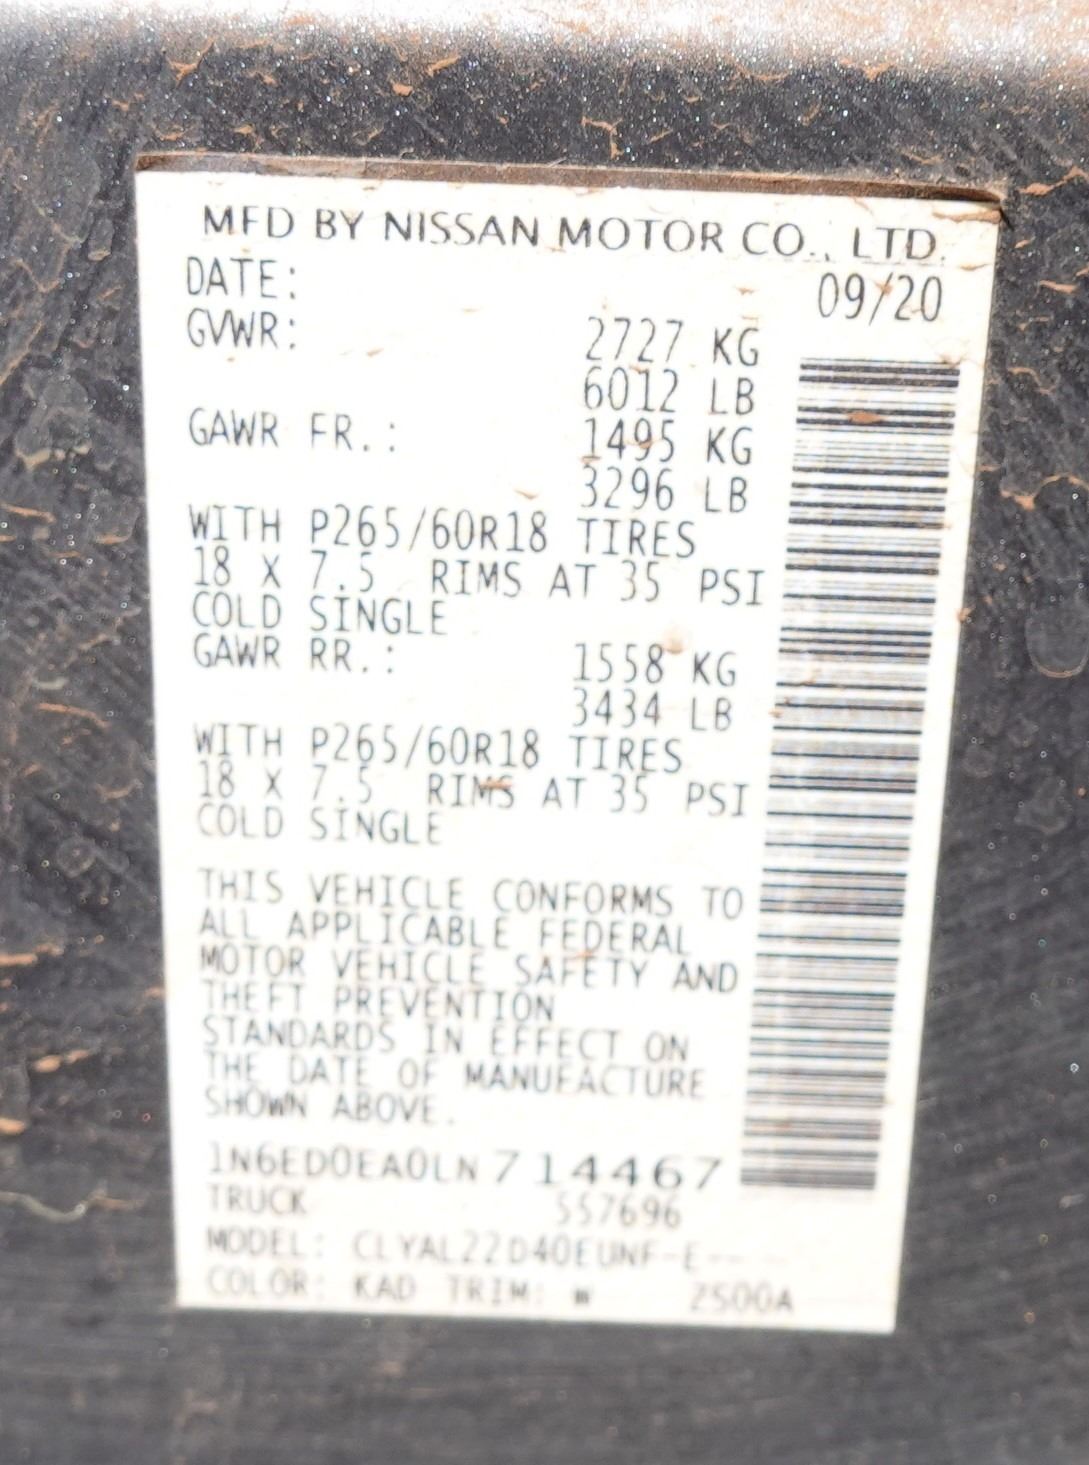 MFD BY NISSAN MOTOR CO., LTD.
DATE: 09/20
GVWR: 2727 KG
6012 LB
GAWR FR.: 1495 KG
3296 LB
WITH P265/60R18 TIRES
18 X 7.5 RIMS AT 35 PSI
COLD SINGLE
GAWR RR.: 1558 KG
3434 LB
WITH P265/60R18 TIRES
18 X 7.5 RIMS AT 35 PSI
COLD SINGLE
THIS VEHICLE CONFORMS TO
ALL APPLICABLE FEDERAL
MOTOR VEHICLE SAFETY AND
THEFT PREVENTION
STANDARDS IN EFFECT ON
THE DATE OF MANUFACTURE
SHOWN ABOVE.
1N6ED0EA0LN714467
TRUCK 557696
MODEL: CLYAL22D40EUNF-E----
COLOR: KAD TRIM: W 2S00A